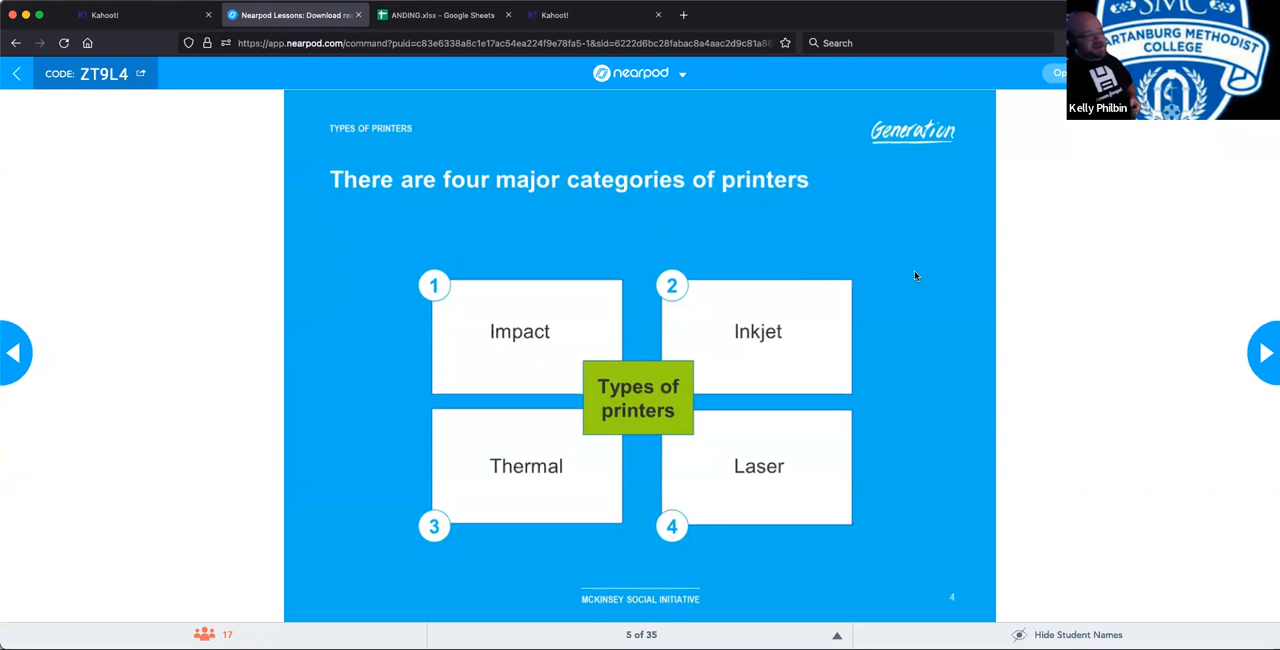 Kahoot!
Nearpod Lessons: Download re
ANDING.xlsx - Google Sheets
Kahoot!
https://app.nearpod.com/command?puid=c83e6338a8c1e17ac54ea224f9e78fa5-1&sid=6222d6bc28fabac8a4aac2d9c81a8
Search
CODE: ZT9L4
nearpod
Op
SMC
ARTANBURG METHODIST
COLLEGE
Kelly Philbin
TYPES OF PRINTERS
Generation
There are four major categories of printers
1
Impact
2
Inkjet
Types of
printers
3
Thermal
4
Laser
MCKINSEY SOCIAL INITIATIVE
4
17
5 of 35
Hide Student Names